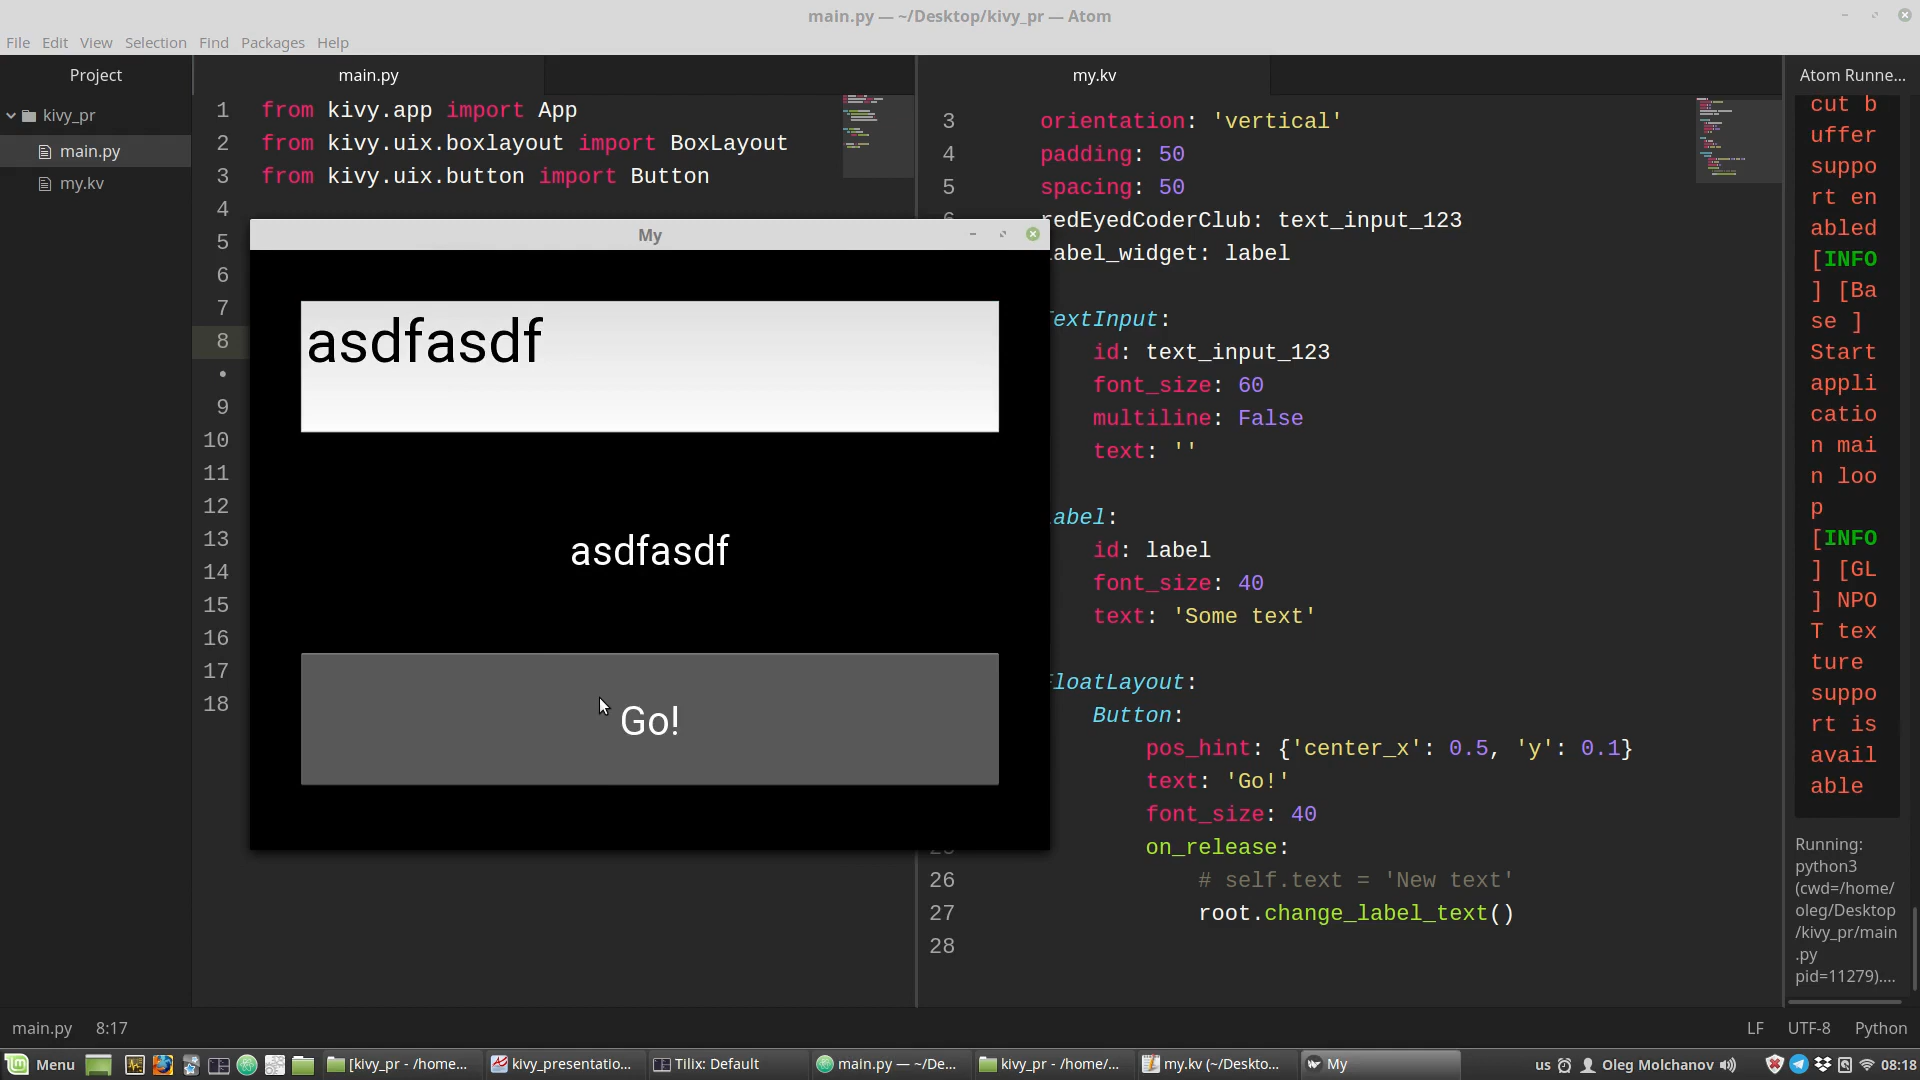 main.py — ~/Desktop/kivy_pr — Atom
File Edit View Selection Find Packages Help
Project
kivy_pr
main.py
my.kv
main.py
1 from kivy.app import App
2 from kivy.uix.boxlayout import BoxLayout
3 from kivy.uix.button import Button
4
5
6
7
8
•
9
10
11
12
13
14
15
16
17
18
My
asdfasdf
asdfasdf
Go!
my.kv
3 orientation: 'vertical'
4 padding: 50
5 spacing: 50
redEyedCoderClub: text_input_123
abel_widget: label
extInput:
id: text_input_123
font_size: 60
multiline: False
text: ''
abel:
id: label
font_size: 40
text: 'Some text'
loatLayout:
Button:
pos_hint: {'center_x': 0.5, 'y': 0.1}
text: 'Go!'
font_size: 40
on_release:
26 # self.text = 'New text'
27 root.change_label_text()
28
Atom Runne...
cut b
uffer
suppo
rt en
abled
[INFO
] [Ba
se ]
Start
appli
catio
n mai
n loo
p
[INFO
] [GL
] NPO
T tex
ture
suppo
rt is
avail
able
Running:
python3
(cwd=/home/
oleg/Desktop
/kivy_pr/main
.py
pid=11279)....
main.py 8:17 LF UTF-8 Python
Menu [kivy_pr - /home... kivy_presentatio... Tilix: Default main.py — ~/De... kivy_pr - /home/... my.kv (~/Deskto... My us Oleg Molchanov 08:18